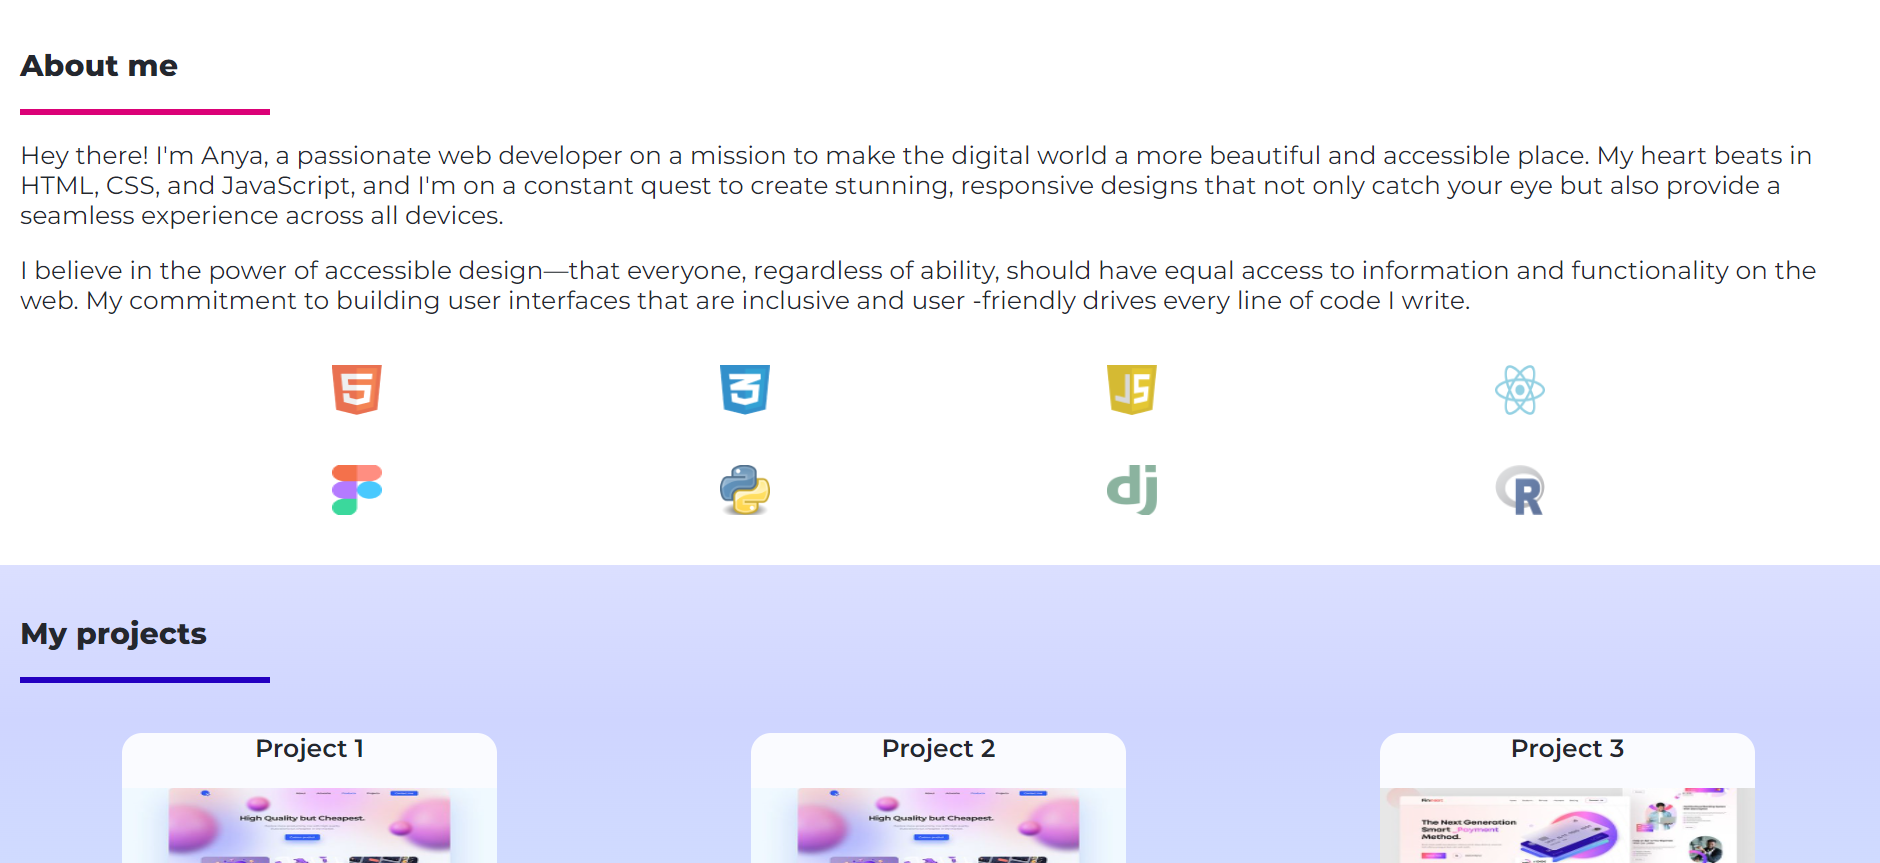 About me
Hey there! I'm Anya, a passionate web developer on a mission to make the digital world a more beautiful and accessible place. My heart beats in
HTML, CSS, and JavaScript, and I'm on a constant quest to create stunning, responsive designs that not only catch your eye but also provide a
seamless experience across all devices.
I believe in the power of accessible design—that everyone, regardless of ability, should have equal access to information and functionality on the
web. My commitment to building user interfaces that are inclusive and user -friendly drives every line of code I write.
5 3 JS
dj R
My projects
Project 1 Project 2 Project 3
High Quality but Cheapest. High Quality but Cheapest.
The Next Generation
Smart _Payment
Method.